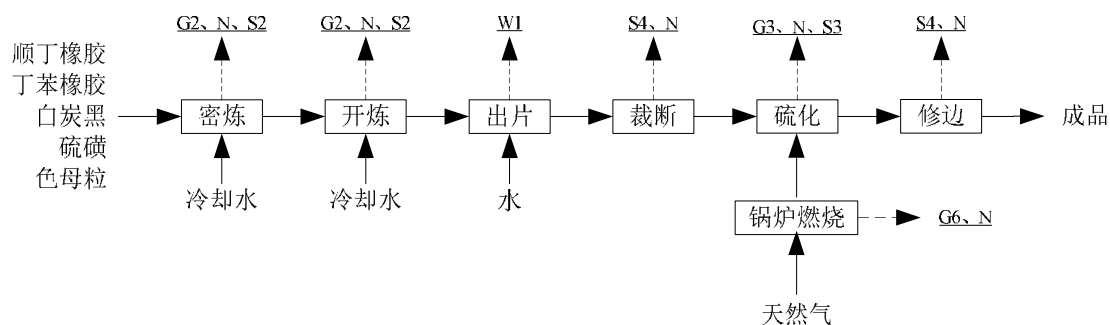 G2、N、S2
G2、N、S2
W1
S4、N
G3、N、S3
S4、N
顺丁橡胶
丁苯橡胶
白炭黑
硫磺
色母粒
密炼
开炼
出片
裁断
硫化
修边
成品
冷却水
冷却水
水
锅炉燃烧
G6、N
天然气